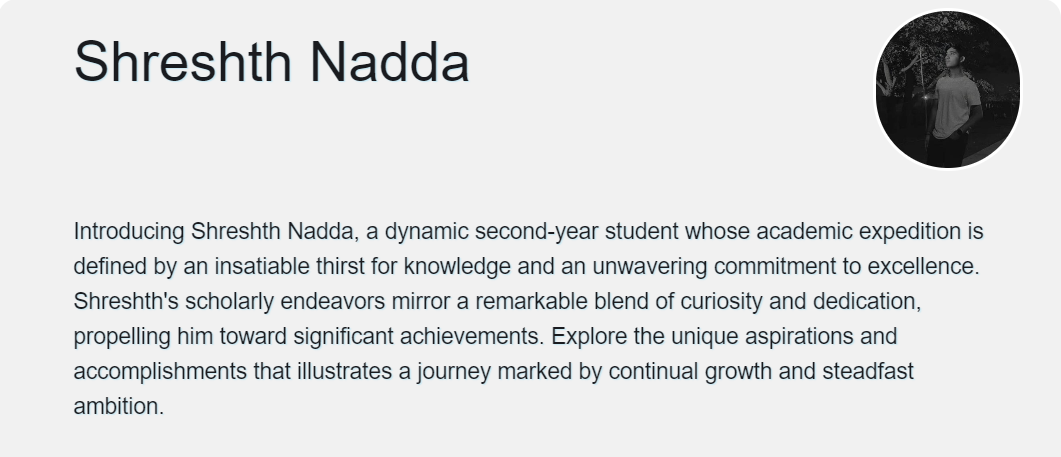 Shreshth Nadda
Introducing Shreshth Nadda, a dynamic second-year student whose academic expedition is
defined by an insatiable thirst for knowledge and an unwavering commitment to excellence.
Shreshth's scholarly endeavors mirror a remarkable blend of curiosity and dedication,
propelling him toward significant achievements. Explore the unique aspirations and
accomplishments that illustrates a journey marked by continual growth and steadfast
ambition.